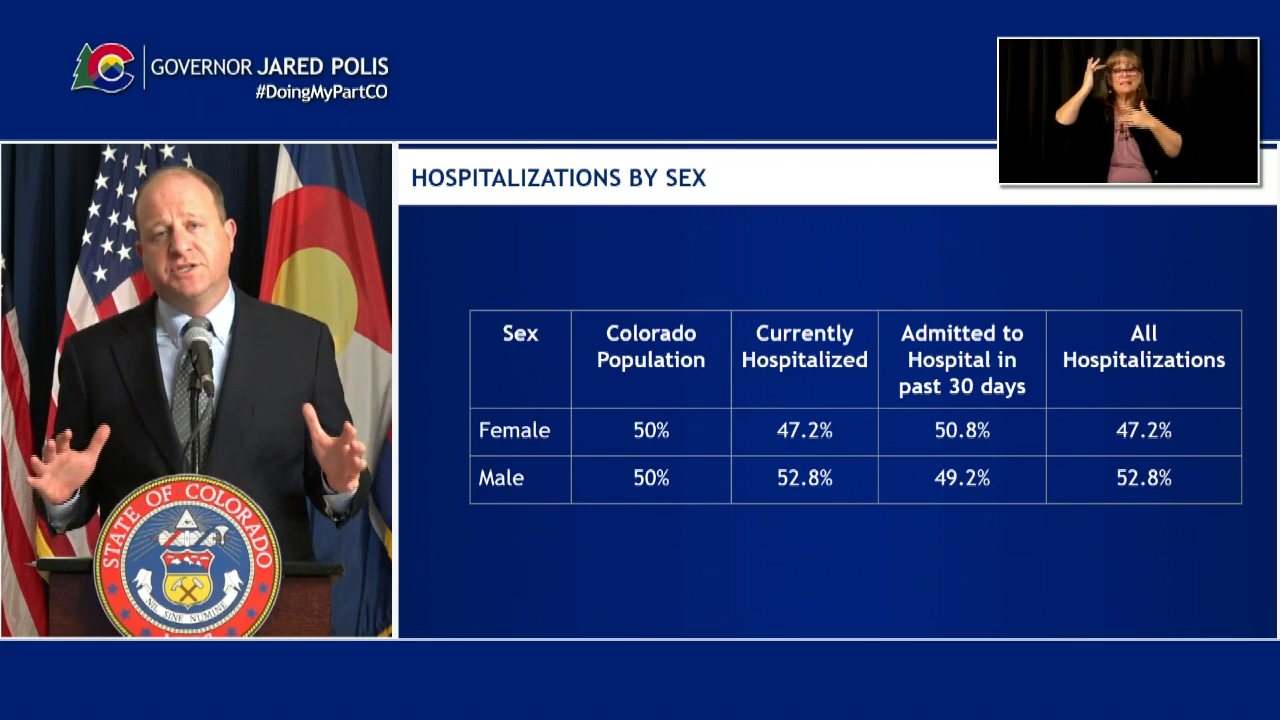 GOVERNOR JARED POLIS
#DoingMyPartCO
HOSPITALIZATIONS BY SEX
Sex
Colorado
Population
Currently
Hospitalized
Admitted to
Hospital in
past 30 days
All
Hospitalizations
Female 50% 47.2% 50.8% 47.2%
Male 50% 52.8% 49.2% 52.8%
STATE OF COLORADO
NIL SINE NUMINE